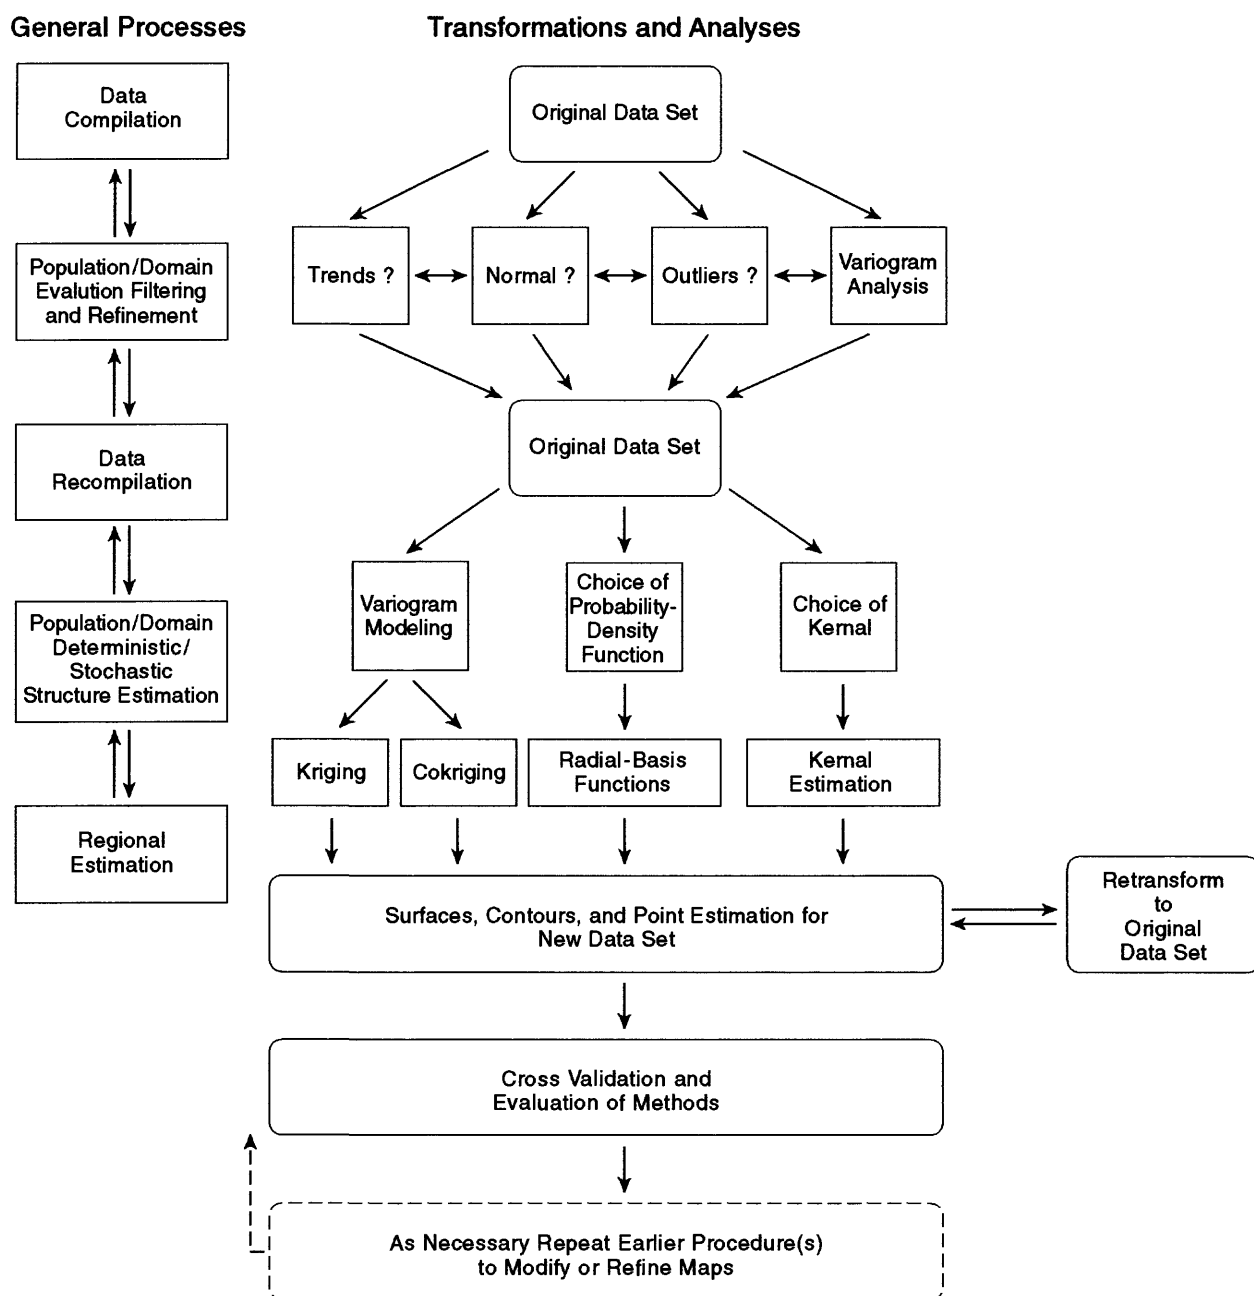 General Processes
Transformations and Analyses
Data
Compilation
Population/Domain
Evalution Filtering
and Refinement
Data
Recompilation
Population/Domain
Deterministic/
Stochastic
Structure Estimation
Regional
Estimation
Original Data Set
Trends ?
Normal ?
Outliers ?
Variogram
Analysis
Original Data Set
Variogram
Modeling
Choice of
Probability-
Density
Function
Choice of
Kernal
Kriging
Cokriging
Radial-Basis
Functions
Kernal
Estimation
Surfaces, Contours, and Point Estimation for
New Data Set
Retransform
to
Original
Data Set
Cross Validation and
Evaluation of Methods
As Necessary Repeat Earlier Procedure(s)
to Modify or Refine Maps